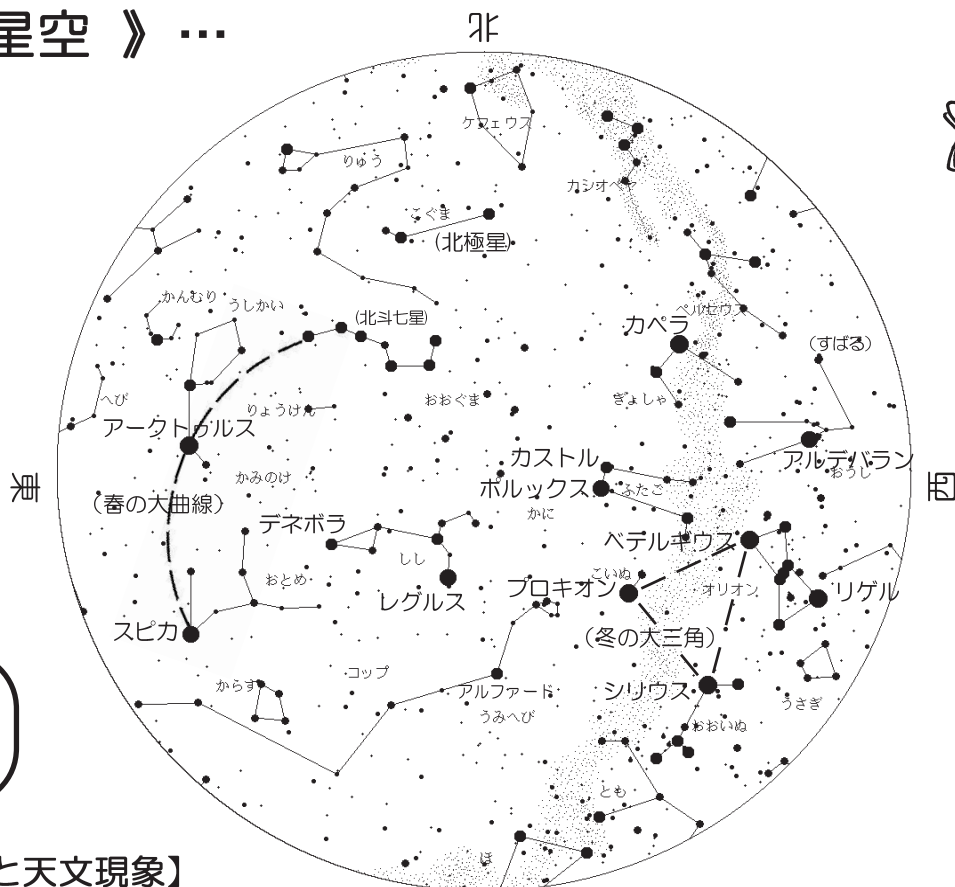 星空 》…
北
ケフェウス
りゅう
カシオペヤ
こぐま
(北極星)
かんむり
うしかい
(北斗七星)
ペルセウス
カペラ
(すばる)
へび
りょうけん
おおぐま
ぎょしゃ
アークトゥルス
カストル
アルデバラン
おうし
東
かみのけ
ポルックス
ふたご
西
(春の大曲線)
デネボラ
かに
しし
ベテルギウス
おとめ
こいぬ
プロキオン
オリオン
リゲル
レグルス
スピカ
(冬の大三角)
コップ
からす
アルファード
シリウス
うさぎ
うみへび
おおいぬ
とも
ほ
と天文現象】